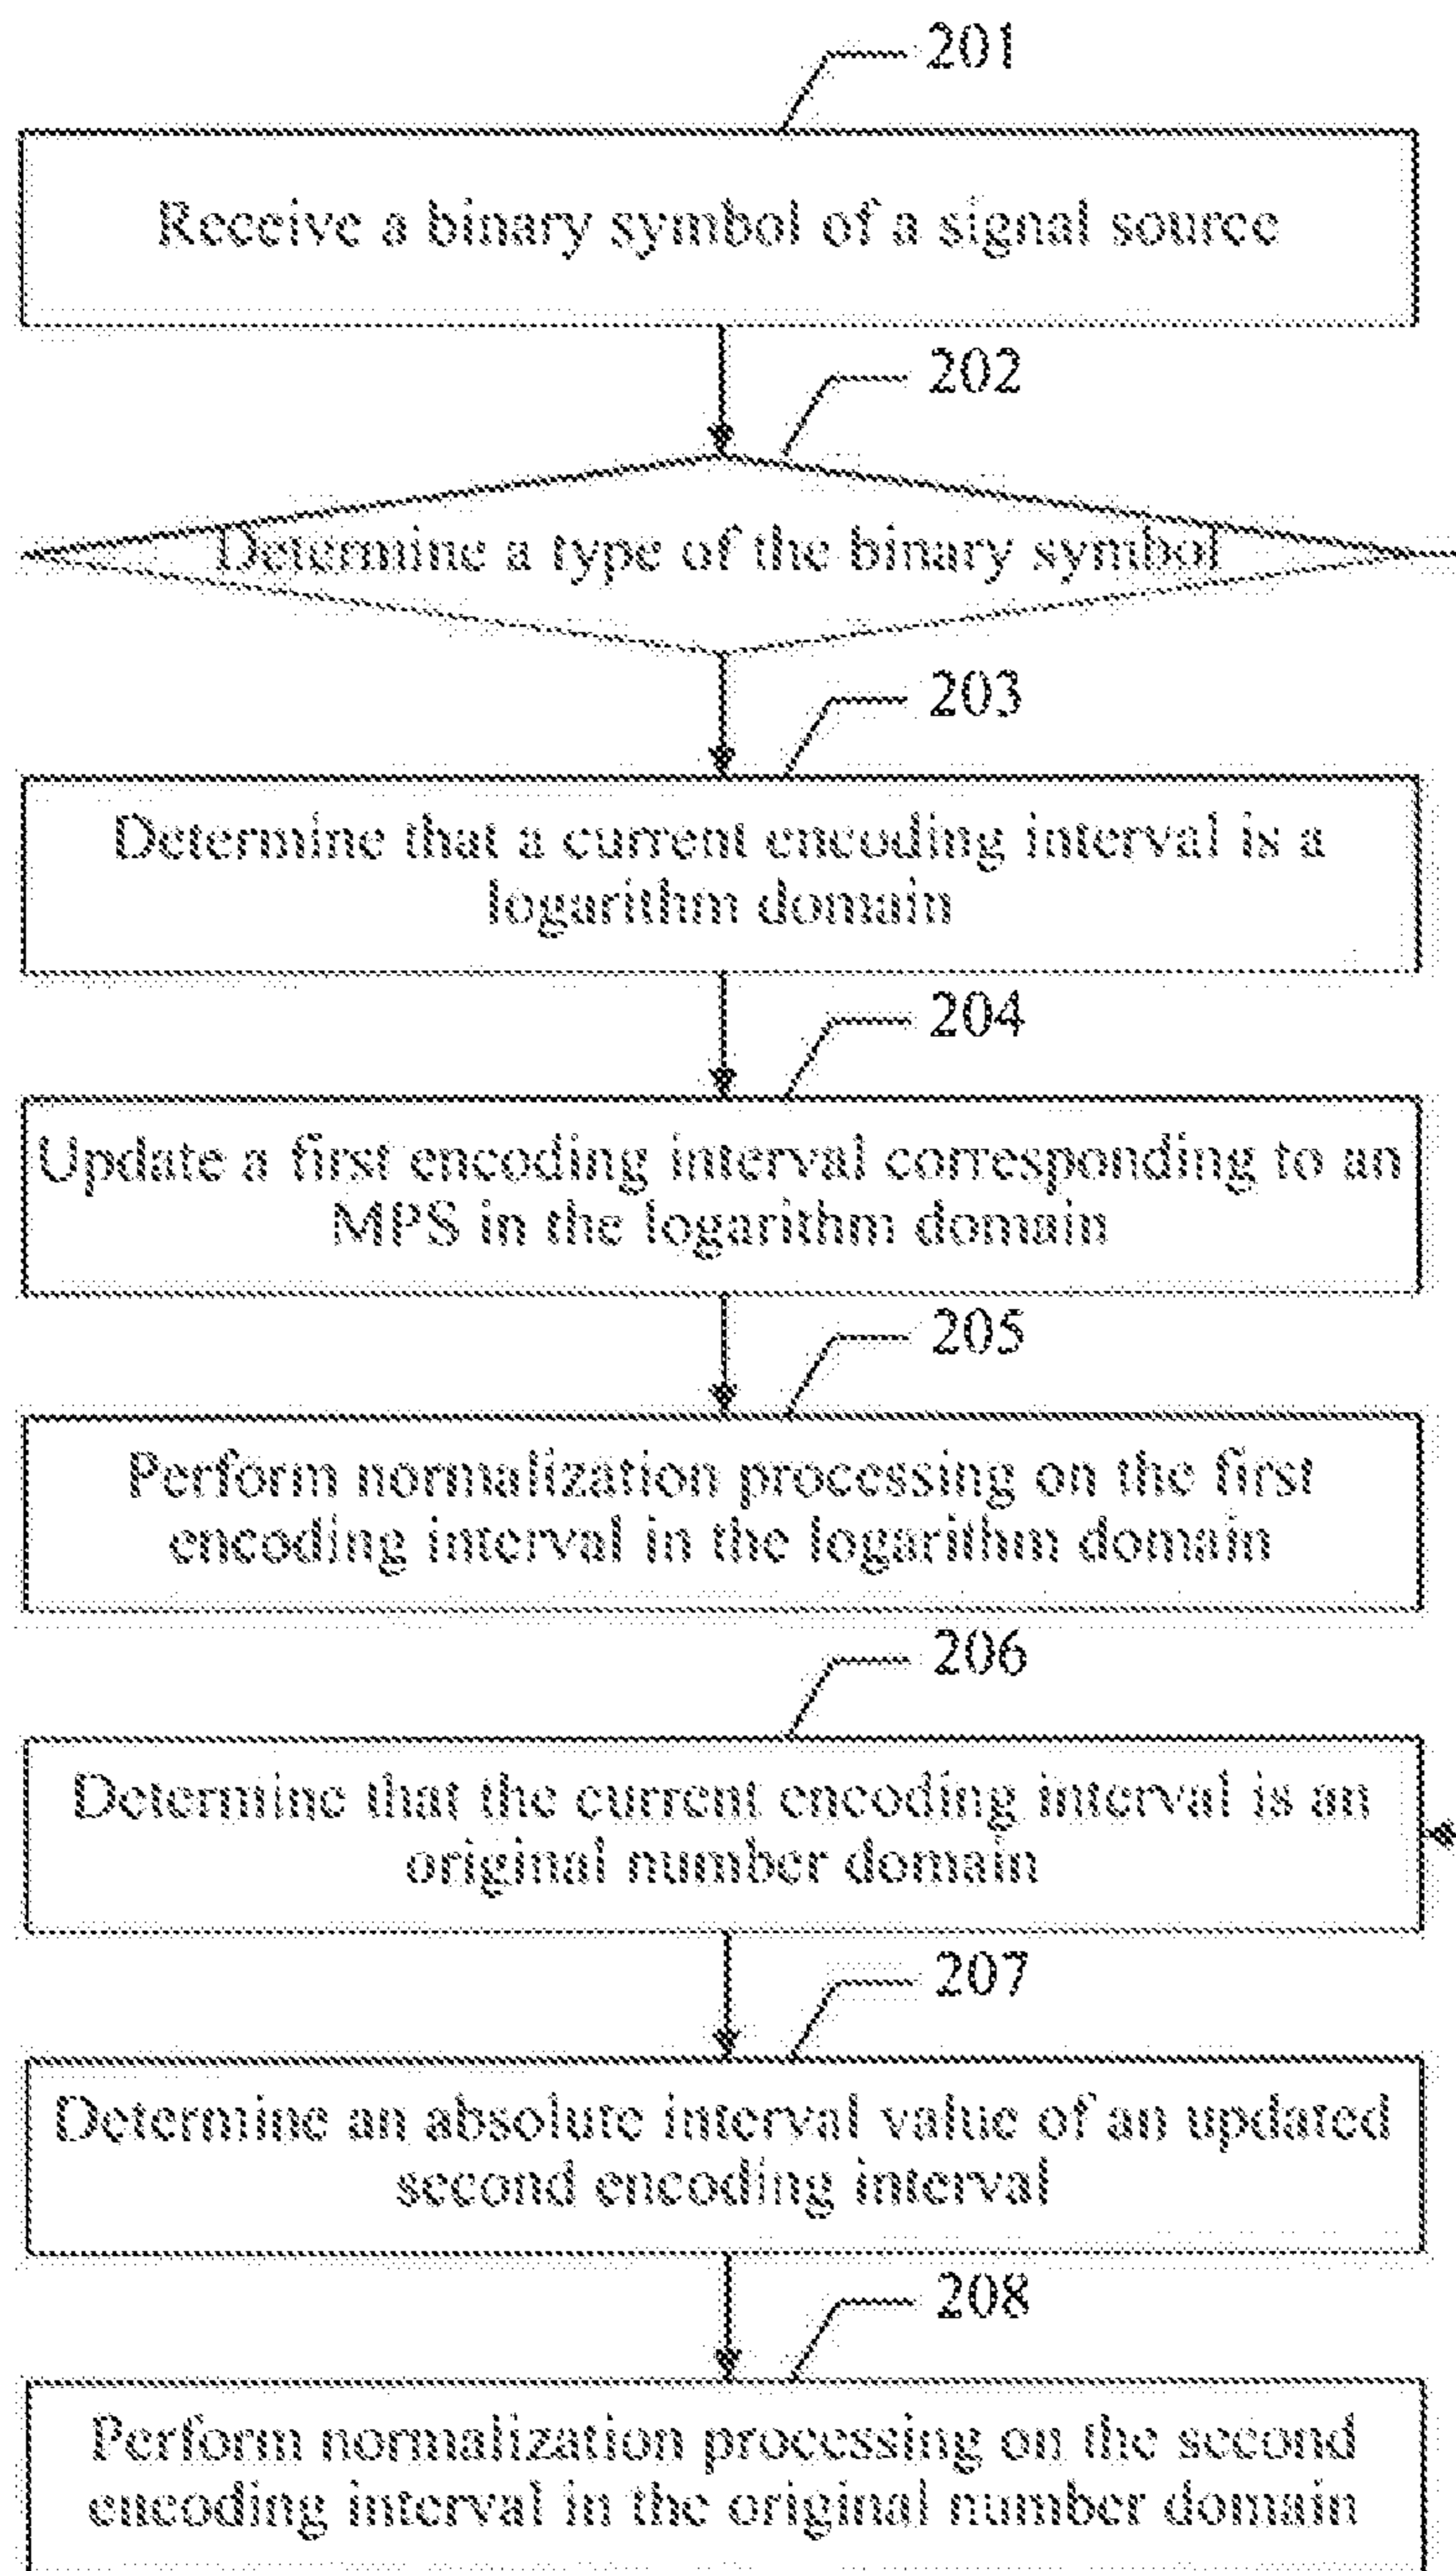 201
Receive a binary symbol of a signal source
202
Determine a type of the binary symbol
203
Determine that a current encoding interval is a
logarithm domain
204
Update a first encoding interval corresponding to an
MPS in the logarithm domain
205
Perform normalization processing on the first
encoding interval in the logarithm domain
206
Determine that the current encoding interval is an
original number domain
207
Determine an absolute interval value of an updated
second encoding interval
208
Perform normalization processing on the second
encoding interval in the original number domain